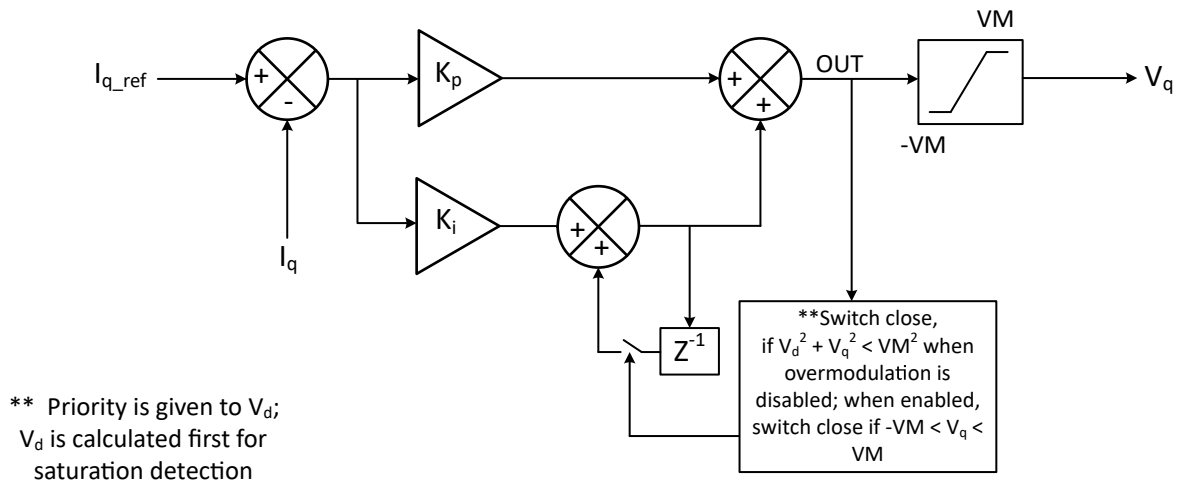 VM
I_q_ref
+
-
K_p
+
+
OUT
-VM
V_q
I_q
K_i
+
+
Z^-1
**Switch close,
if V_d^2 + V_q^2 < VM^2 when
overmodulation is
disabled; when enabled,
switch close if -VM < V_q <
VM
** Priority is given to V_d;
V_d is calculated first for
saturation detection